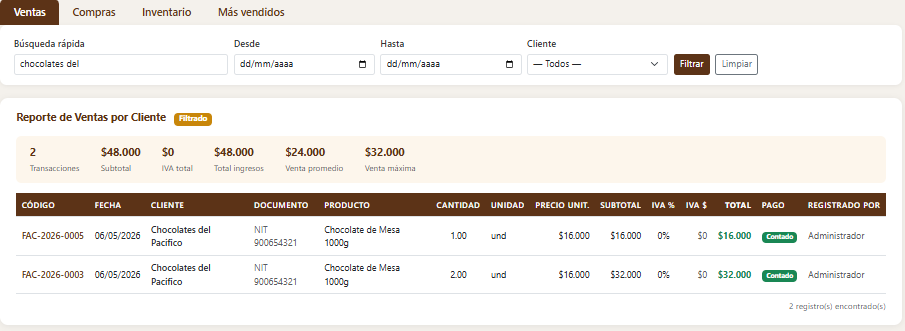 Ventas Compras Inventario Más vendidos
Búsqueda rápida Desde Hasta Cliente
chocolates del dd/mm/aaaa dd/mm/aaaa — Todos — Filtrar Limpiar
Reporte de Ventas por Cliente Filtrado
2 $48.000 $0 $48.000 $24.000 $32.000
Transacciones Subtotal IVA total Total ingresos Venta promedio Venta máxima
CÓDIGO FECHA CLIENTE DOCUMENTO PRODUCTO CANTIDAD UNIDAD PRECIO UNIT. SUBTOTAL IVA % IVA $ TOTAL PAGO REGISTRADO POR
FAC-2026-0005 06/05/2026 Chocolates del Pacifico NIT 900654321 Chocolate de Mesa 1000g 1.00 und $16.000 $16.000 0% $0 $16.000 Contado Administrador
FAC-2026-0003 06/05/2026 Chocolates del Pacifico NIT 900654321 Chocolate de Mesa 1000g 2.00 und $16.000 $32.000 0% $0 $32.000 Contado Administrador
2 registro(s) encontrado(s)